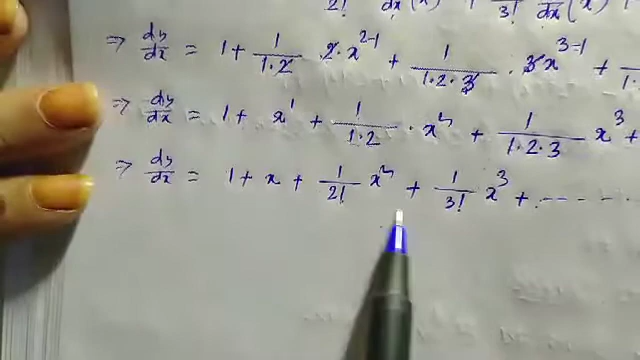 2! dx (x) 3! d/dx (x)
⇒ dy/dx = 1 + 1/(1·2) · 2·x^(2-1) + 1/(1·2·3) · 3x^(3-1) +
⇒ dy/dx = 1 + x^1 + 1/(1·2) · x^2 + 1/(1·2·3) x^3 +
⇒ dy/dx = 1 + x + 1/2! x^2 + 1/3! x^3 + - - - - -